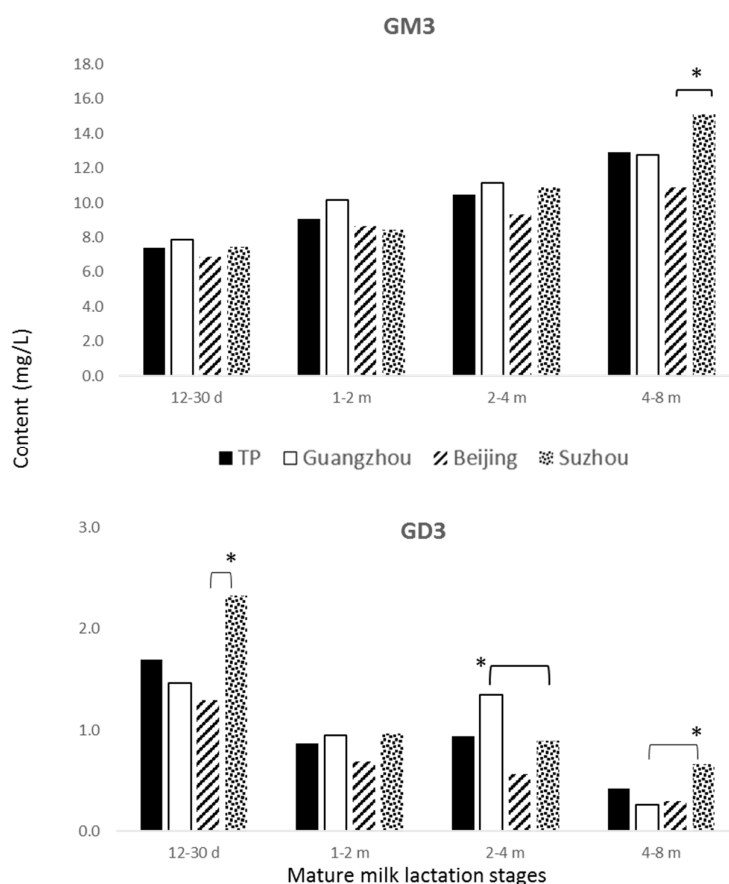 GM3
18.0
16.0
14.0
12.0
10.0
8.0
6.0
4.0
2.0
0.0
*
12-30 d 1-2 m 2-4 m 4-8 m
Content (mg/L)
TP Guangzhou Beijing Suzhou
GD3
3.0
2.0
1.0
0.0
* * *
12-30 d 1-2 m 2-4 m 4-8 m
Mature milk lactation stages